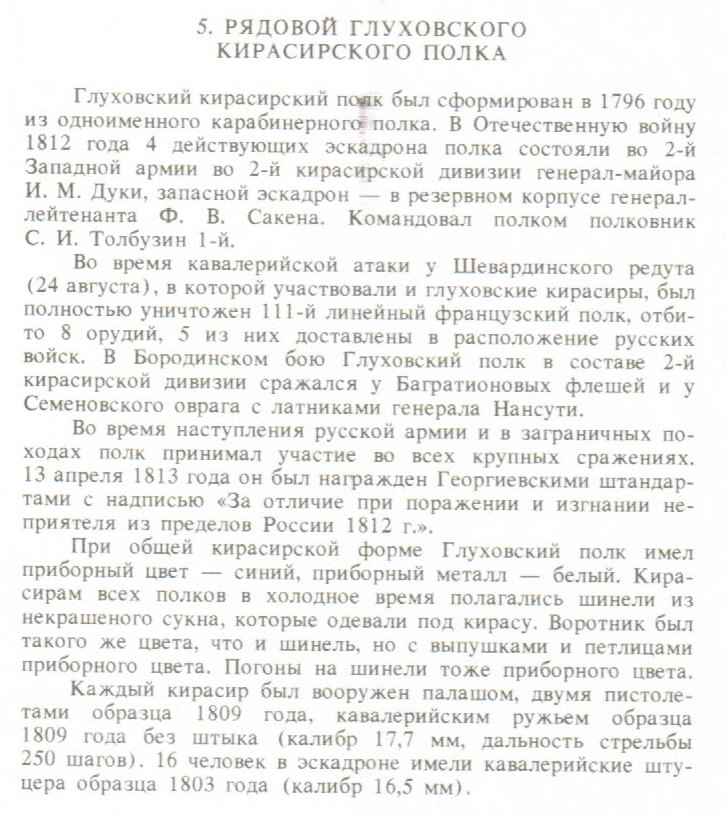 5. РЯДОВОЙ ГЛУХОВСКОГО
КИРАСИРСКОГО ПОЛКА
Глуховский кирасирский полк был сформирован в 1796 году
из одноименного карабинерного полка. В Отечественную войну
1812 года 4 действующих эскадрона полка состояли во 2-й
Западной армии во 2-й кирасирской дивизии генерал-майора
И. М. Дуки, запасной эскадрон — в резервном корпусе генерал-
лейтенанта Ф. В. Сакена. Командовал полком полковник
С. И. Толбузин 1-й.
Во время кавалерийской атаки у Шевардинского редута
(24 августа), в которой участвовали и глуховские кирасиры, был
полностью уничтожен 111-й линейный французский полк, отби-
то 8 орудий, 5 из них доставлены в расположение русских
войск. В Бородинском бою Глуховский полк в составе 2-й
кирасирской дивизии сражался у Багратионовых флешей и у
Семеновского оврага с латниками генерала Нансути.
Во время наступления русской армии и в заграничных по-
ходах полк принимал участие во всех крупных сражениях.
13 апреля 1813 года он был награжден Георгиевскими штандар-
тами с надписью «За отличие при поражении и изгнании не-
приятеля из пределов России 1812 г.».
При общей кирасирской форме Глуховский полк имел
приборный цвет — синий, приборный металл — белый. Кира-
сирам всех полков в холодное время полагались шинели из
некрашеного сукна, которые одевали под кирасу. Воротник был
такого же цвета, что и шинель, но с выпушками и петлицами
приборного цвета. Погоны на шинели тоже приборного цвета.
Каждый кирасир был вооружен палашом, двумя пистоле-
тами образца 1809 года, кавалерийским ружьем образца
1809 года без штыка (калибр 17,7 мм, дальность стрельбы
250 шагов). 16 человек в эскадроне имели кавалерийские шту-
цера образца 1803 года (калибр 16,5 мм).